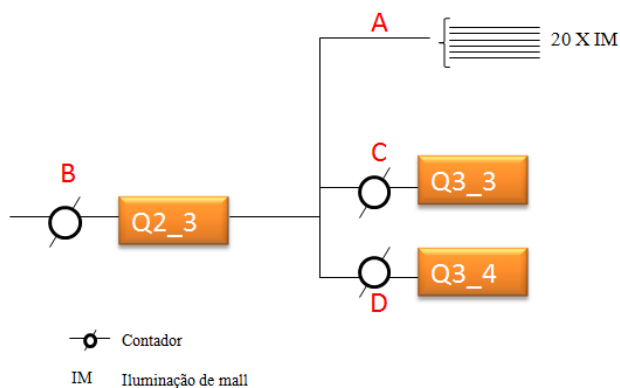 A
20 X IM
B
C
Q2_3
Q3_3
Q3_4
D
Contador
IM Iluminação de mall